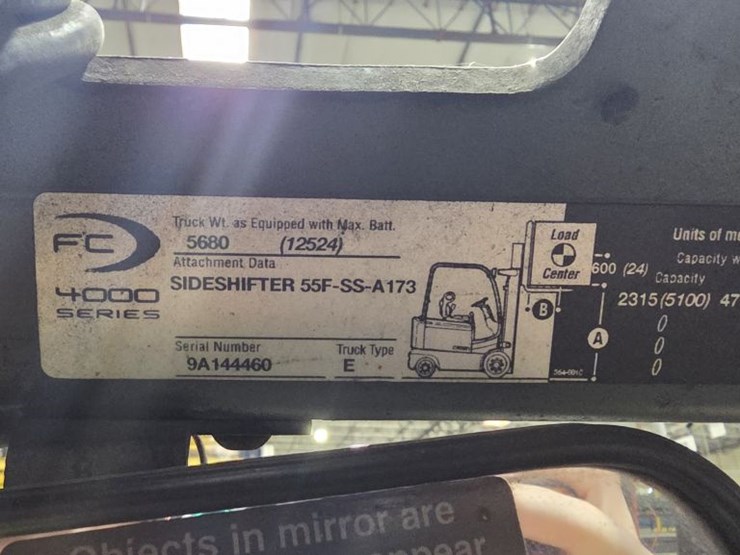 FC
4000
SERIES
Truck Wt. as Equipped with Max. Batt.
5680 (12524)
Attachment Data
SIDESHIFTER 55F-SS-A173
Serial Number
9A144460
Truck Type
E
Load
Center
B
A
600 (24)
Units of
Capacity
Capacity
2315 (5100) 47
0
0
0
Objects in mirror are